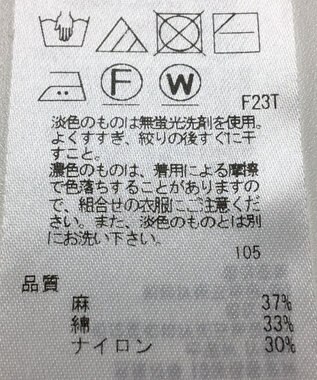 F W
F23T
淡色のものは無蛍光洗剤を使用。
よくすすぎ、絞りの後すぐに干
すこと。
濃色のものは、着用による摩擦
で色落ちすることがありますの
で、組合せの衣服にご注意くだ
さい。また、淡色のものとは別
にお洗い下さい。
105
品質
麻 37%
綿 33%
ナイロン 30%